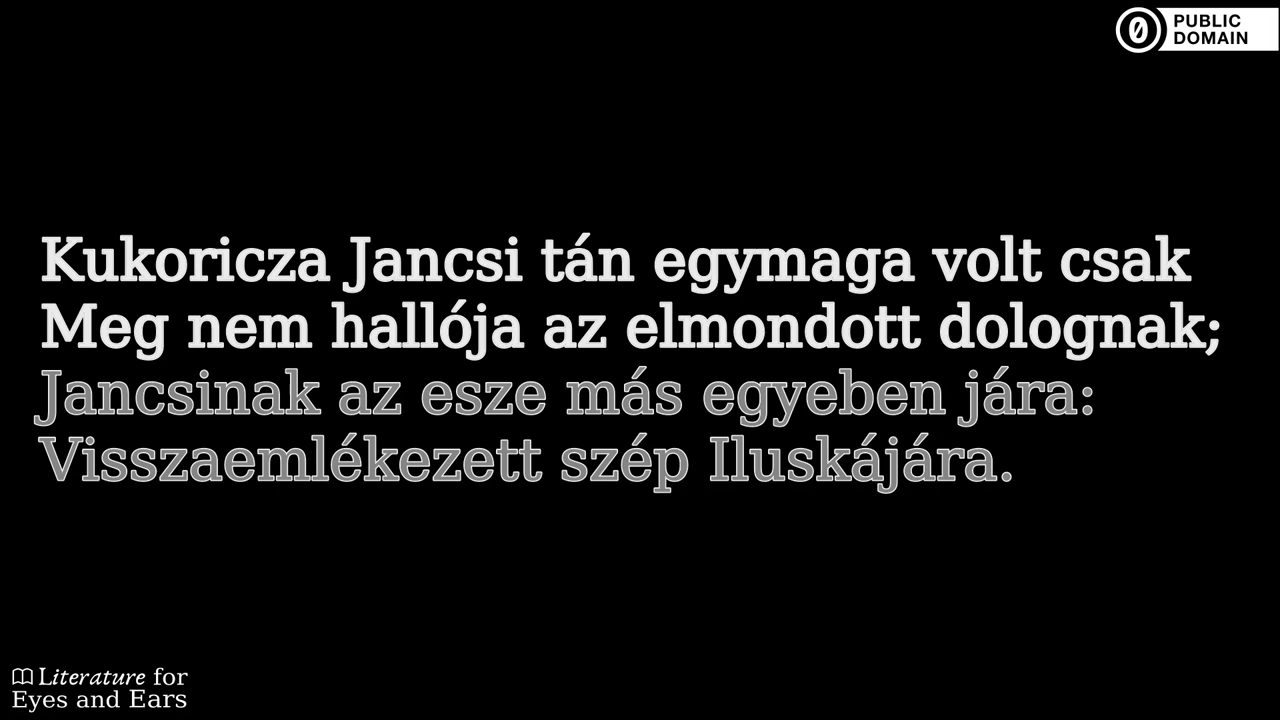 PUBLIC
DOMAIN
Kukoricza Jancsi tán egymaga volt csak
Meg nem hallója az elmondott dolognak;
Jancsinak az esze más egyeben jára:
Visszaemlékezett szép Iluskájára.
Literature for
Eyes and Ears